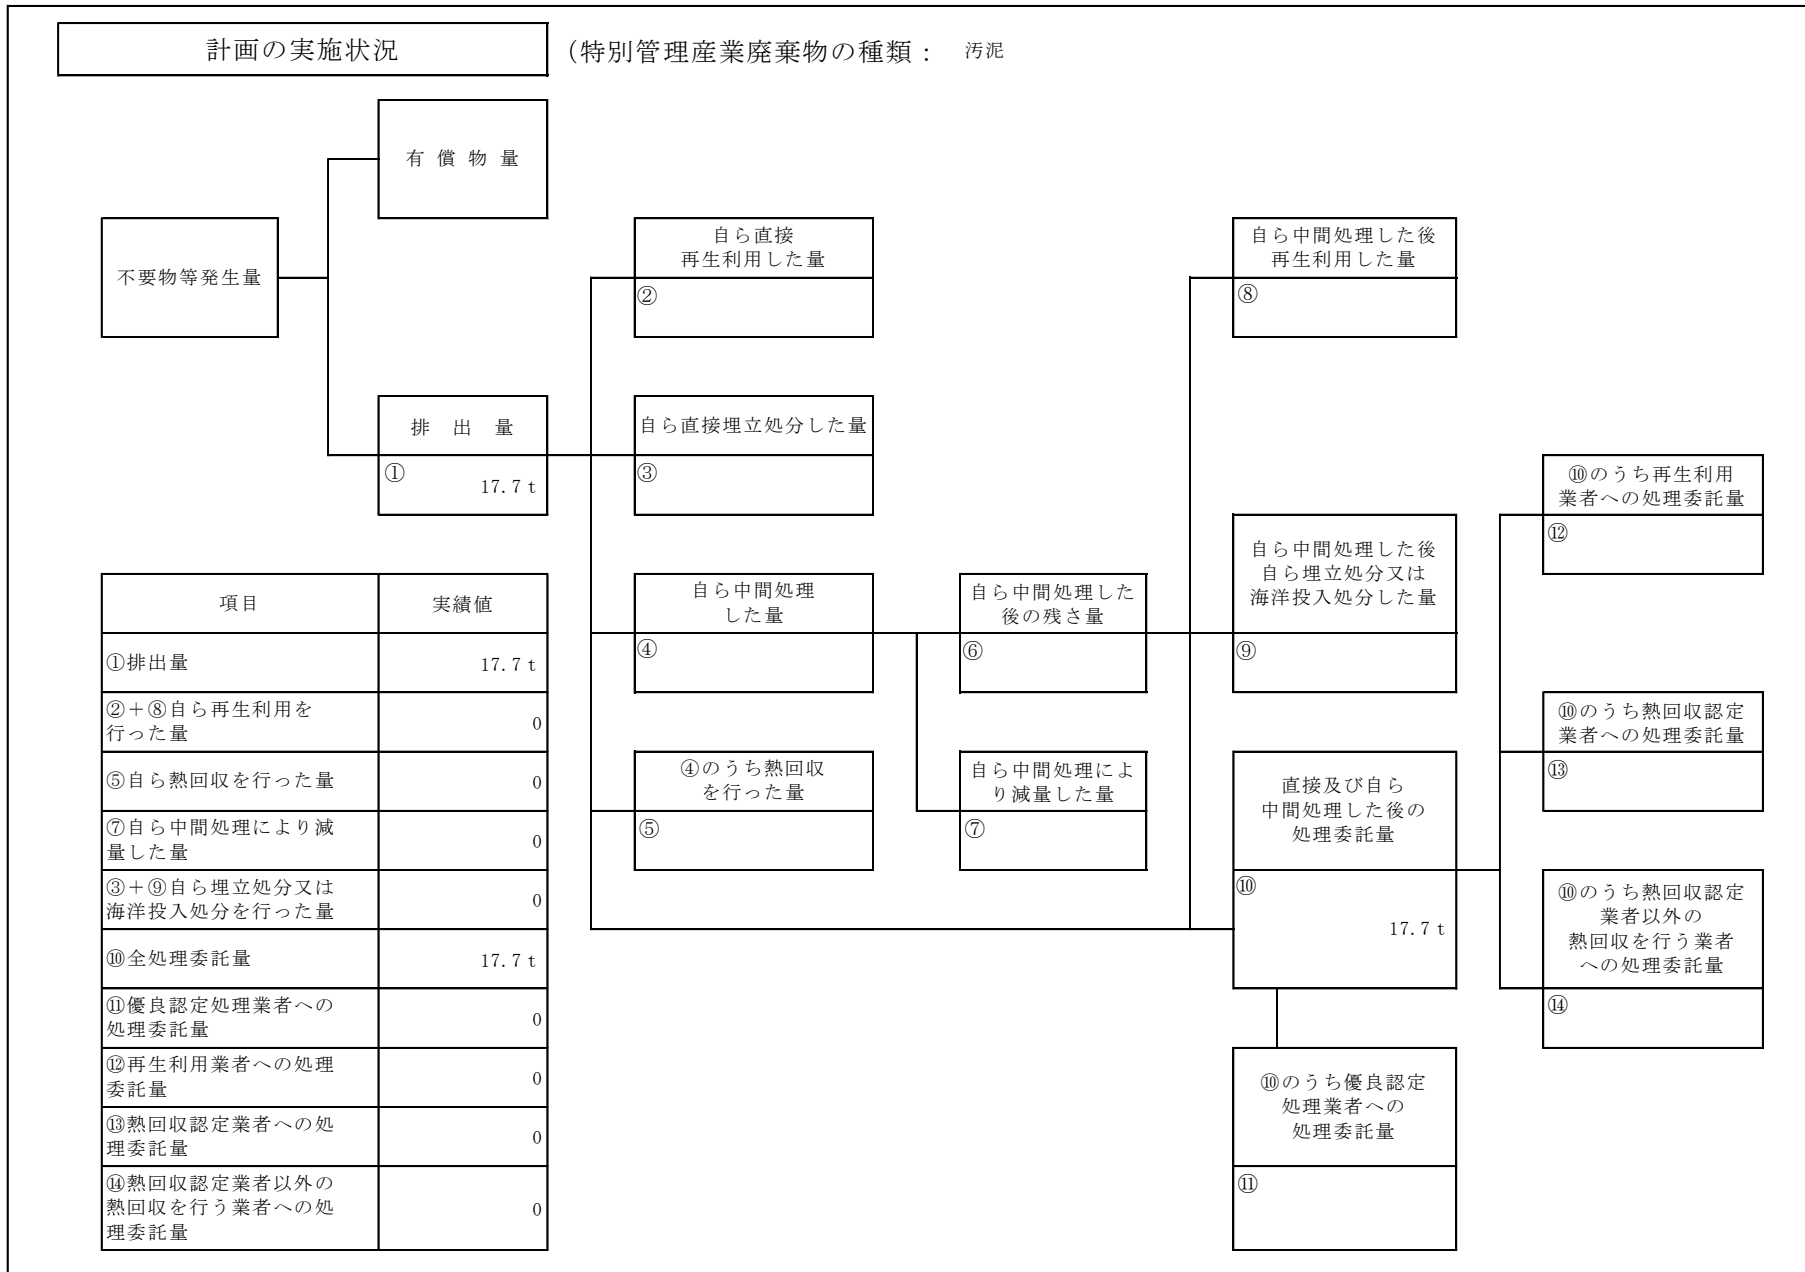 計画の実施状況
(特別管理産業廃棄物の種類： 汚泥
有 償 物 量
不要物等発生量
自ら直接
再生利用した量
②
自ら中間処理した後
再生利用した量
⑧
排 出 量
① 17.7 t
自ら直接埋立処分した量
③
⑩のうち再生利用
業者への処理委託量
⑫
自ら中間処理
した量
④
自ら中間処理した
後の残さ量
⑥
自ら中間処理した後
自ら埋立処分又は
海洋投入処分した量
⑨
④のうち熱回収
を行った量
⑤
自ら中間処理によ
り減量した量
⑦
直接及び自ら
中間処理した後の
処理委託量
⑩
17.7 t
⑩のうち熱回収認定
業者への処理委託量
⑬
⑩のうち熱回収認定
業者以外の
熱回収を行う業者
への処理委託量
⑭
⑩のうち優良認定
処理業者への
処理委託量
⑪
項目 実績値
①排出量 17.7 t
②＋⑧自ら再生利用を
行った量 0
⑤自ら熱回収を行った量 0
⑦自ら中間処理により減
量した量 0
③＋⑨自ら埋立処分又は
海洋投入処分を行った量 0
⑩全処理委託量 17.7 t
⑪優良認定処理業者への
処理委託量 0
⑫再生利用業者への処理
委託量 0
⑬熱回収認定業者への処
理委託量 0
⑭熱回収認定業者以外の
熱回収を行う業者への処
理委託量 0